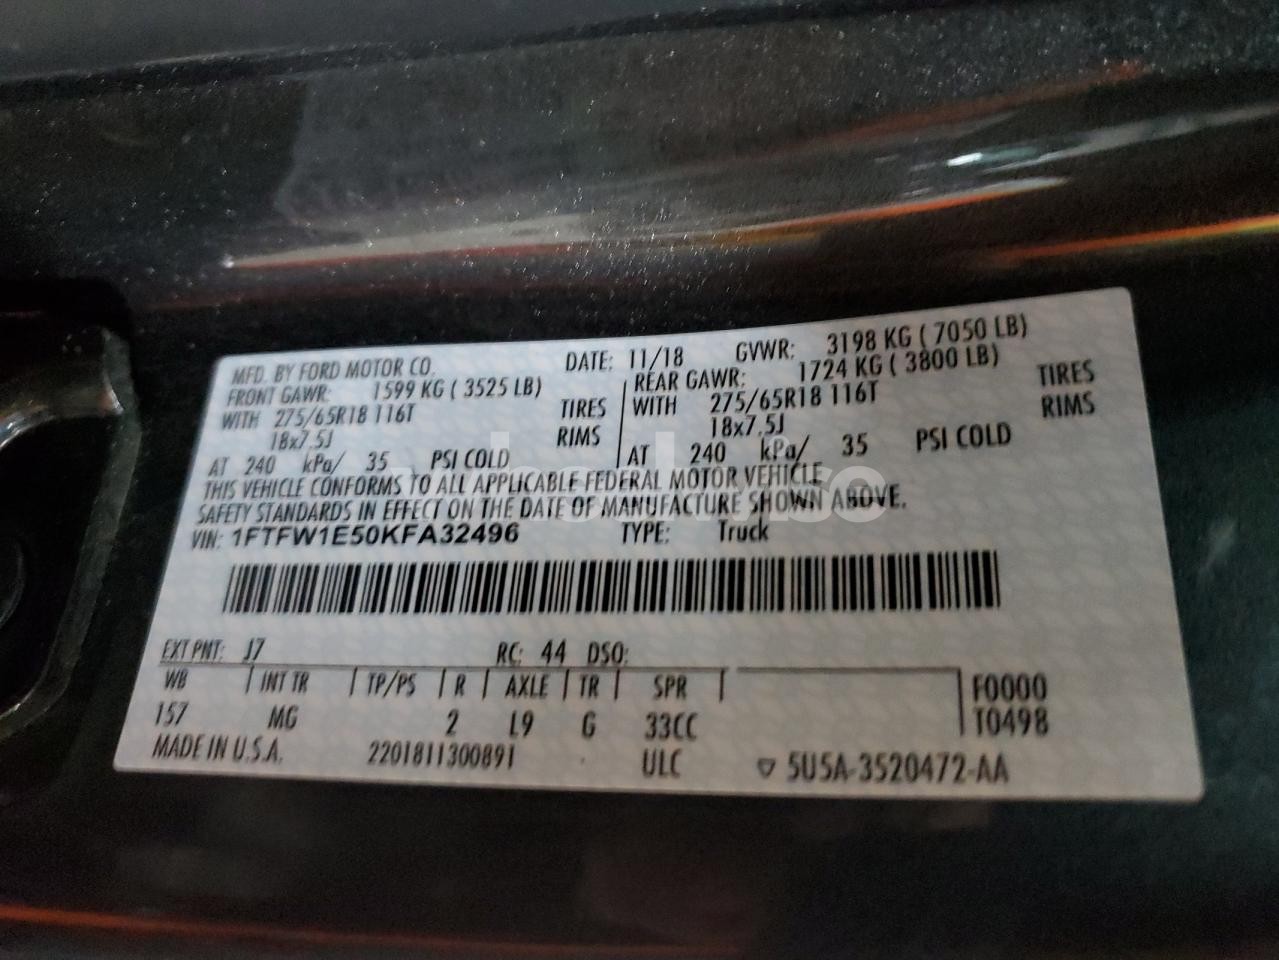 MFD. BY FORD MOTOR CO. DATE: 11/18 GVWR: 3198 KG ( 7050 LB)
FRONT GAWR: 1599 KG ( 3525 LB) REAR GAWR: 1724 KG ( 3800 LB)
WITH 275/65R18 116T TIRES WITH 275/65R18 116T TIRES
18x7.5J RIMS 18x7.5J RIMS
AT 240 kPa/ 35 PSI COLD AT 240 kPa/ 35 PSI COLD
THIS VEHICLE CONFORMS TO ALL APPLICABLE FEDERAL MOTOR VEHICLE
SAFETY STANDARDS IN EFFECT ON THE DATE OF MANUFACTURE SHOWN ABOVE.
VIN: 1FTFW1E50KFA32496 TYPE: Truck
EXT PNT: J7 RC: 44 DSO:
WB INT TR TP/PS R AXLE TR SPR F0000
157 MG 2 L9 G 33CC T0498
MADE IN U.S.A. 2201811300891 ULC 5U5A-3520472-AA